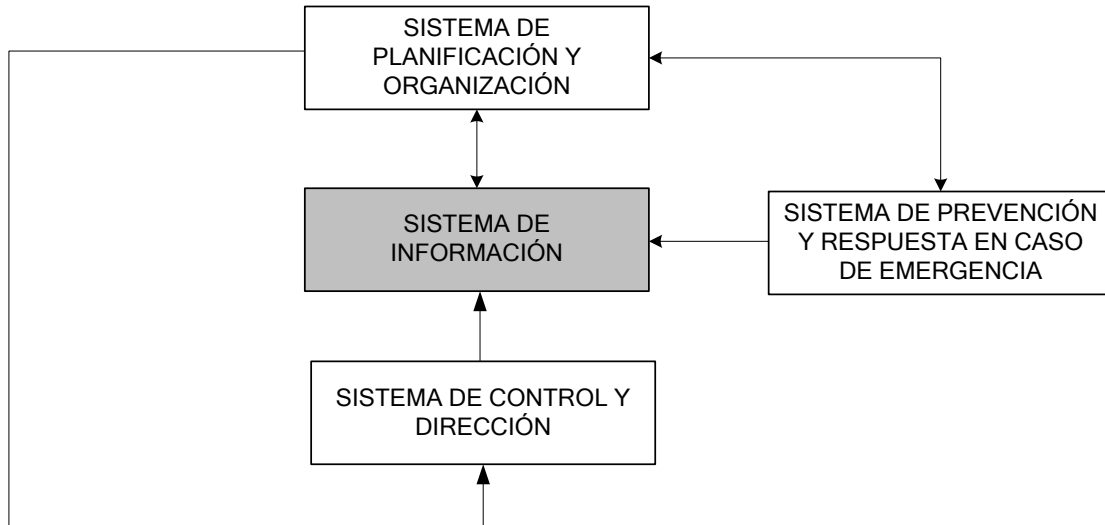 SISTEMA DE
PLANIFICACIÓN Y
ORGANIZACIÓN
SISTEMA DE
INFORMACIÓN
SISTEMA DE PREVENCIÓN
Y RESPUESTA EN CASO
DE EMERGENCIA
SISTEMA DE CONTROL Y
DIRECCIÓN